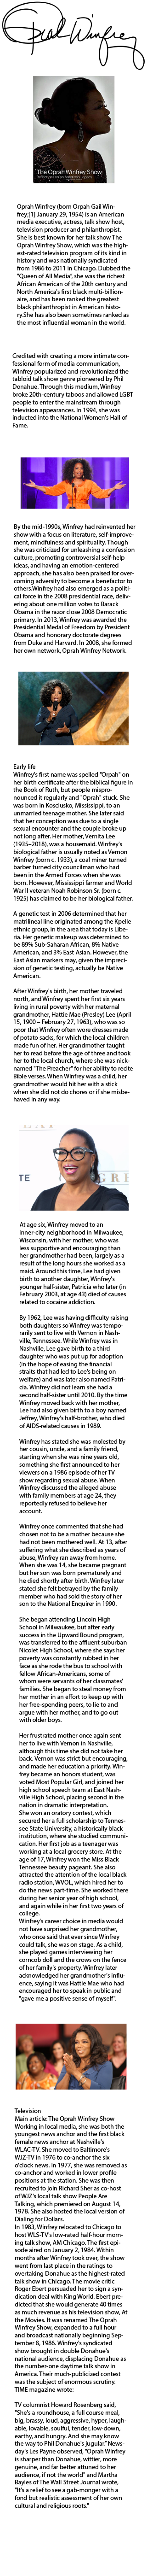 Oprah Winfrey
The Oprah Winfrey Show
Oprah Winfrey (born Orpah Gail Win-
frey;[1] January 29, 1954) is an American
media executive, actress, talk show host,
television producer and philanthropist.
She is best known for her talk show The
Oprah Winfrey Show, which was the high-
est-rated television program of its kind in
history and was nationally syndicated
from 1986 to 2011 in Chicago. Dubbed the
"Queen of All Media", she was the richest
African American of the 20th century and
North America's first black multi-billion-
aire, and has been ranked the greatest
black philanthropist in American histo-
ry.She has also been sometimes ranked as
the most influential woman in the world.
Credited with creating a more intimate con-
fessional form of media communication,
Winfrey popularized and revolutionized the
tabloid talk show genre pioneered by Phil
Donahue. Through this medium, Winfrey
broke 20th-century taboos and allowed LGBT
people to enter the mainstream through
television appearances. In 1994, she was
inducted into the National Women's Hall of
Fame.
By the mid-1990s, Winfrey had reinvented her
show with a focus on literature, self-improve-
ment, mindfulness and spirituality. Though
she was criticized for unleashing a confession
culture, promoting controversial self-help
ideas, and having an emotion-centered
approach, she has also been praised for over-
coming adversity to become a benefactor to
others.Winfrey had also emerged as a politi-
cal force in the 2008 presidential race, deliv-
ering about one million votes to Barack
Obama in the razor close 2008 Democratic
primary. In 2013, Winfrey was awarded the
Presidential Medal of Freedom by President
Obama and honorary doctorate degrees
from Duke and Harvard. In 2008, she formed
her own network, Oprah Winfrey Network.
Early life
Winfrey's first name was spelled "Orpah" on
her birth certificate after the biblical figure in
the Book of Ruth, but people mispro-
nounced it regularly and "Oprah" stuck. She
was born in Kosciusko, Mississippi, to an
unmarried teenage mother. She later said
that her conception was due to a single
sexual encounter and the couple broke up
not long after. Her mother, Vernita Lee
(1935–2018), was a housemaid. Winfrey's
biological father is usually noted as Vernon
Winfrey (born c. 1933), a coal miner turned
barber turned city councilman who had
been in the Armed Forces when she was
born. However, Mississippi farmer and World
War II veteran Noah Robinson Sr. (born c.
1925) has claimed to be her biological father.
A genetic test in 2006 determined that her
matrilineal line originated among the Kpelle
ethnic group, in the area that today is Libe-
ria. Her genetic makeup was determined to
be 89% Sub-Saharan African, 8% Native
American, and 3% East Asian. However, the
East Asian markers may, given the impreci-
sion of genetic testing, actually be Native
American.
After Winfrey's birth, her mother traveled
north, and Winfrey spent her first six years
living in rural poverty with her maternal
grandmother, Hattie Mae (Presley) Lee (April
15, 1900 – February 27, 1963), who was so
poor that Winfrey often wore dresses made
of potato sacks, for which the local children
made fun of her. Her grandmother taught
her to read before the age of three and took
her to the local church, where she was nick-
named "The Preacher" for her ability to recite
Bible verses. When Winfrey was a child, her
grandmother would hit her with a stick
when she did not do chores or if she misbe-
haved in any way.
TE
GRI
At age six, Winfrey moved to an
inner-city neighborhood in Milwaukee,
Wisconsin, with her mother, who was
less supportive and encouraging than
her grandmother had been, largely as a
result of the long hours she worked as a
maid. Around this time, Lee had given
birth to another daughter, Winfrey's
younger half-sister, Patricia who later (in
February 2003, at age 43) died of causes
related to cocaine addiction.
By 1962, Lee was having difficulty raising
both daughters so Winfrey was tempo-
rarily sent to live with Vernon in Nash-
ville, Tennessee. While Winfrey was in
Nashville, Lee gave birth to a third
daughter who was put up for adoption
(in the hope of easing the financial
straits that had led to Lee's being on
welfare) and was later also named Patri-
cia. Winfrey did not learn she had a
second half-sister until 2010. By the time
Winfrey moved back with her mother,
Lee had also given birth to a boy named
Jeffrey, Winfrey's half-brother, who died
of AIDS-related causes in 1989.
Winfrey has stated she was molested by
her cousin, uncle, and a family friend,
starting when she was nine years old,
something she first announced to her
viewers on a 1986 episode of her TV
show regarding sexual abuse. When
Winfrey discussed the alleged abuse
with family members at age 24, they
reportedly refused to believe her
account.
Winfrey once commented that she had
chosen not to be a mother because she
had not been mothered well. At 13, after
suffering what she described as years of
abuse, Winfrey ran away from home.
When she was 14, she became pregnant
but her son was born prematurely and
he died shortly after birth. Winfrey later
stated she felt betrayed by the family
member who had sold the story of her
son to the National Enquirer in 1990.
She began attending Lincoln High
School in Milwaukee, but after early
success in the Upward Bound program,
was transferred to the affluent suburban
Nicolet High School, where she says her
poverty was constantly rubbed in her
face as she rode the bus to school with
fellow African-Americans, some of
whom were servants of her classmates'
families. She began to steal money from
her mother in an effort to keep up with
her free-spending peers, to lie to and
argue with her mother, and to go out
with older boys.
Her frustrated mother once again sent
her to live with Vernon in Nashville,
although this time she did not take her
back. Vernon was strict but encouraging,
and made her education a priority. Win-
frey became an honors student, was
voted Most Popular Girl, and joined her
high school speech team at East Nash-
ville High School, placing second in the
nation in dramatic interpretation.
She won an oratory contest, which
secured her a full scholarship to Tennes-
see State University, a historically black
institution, where she studied communi-
cation. Her first job as a teenager was
working at a local grocery store. At the
age of 17, Winfrey won the Miss Black
Tennessee beauty pageant. She also
attracted the attention of the local black
radio station, WVOL, which hired her to
do the news part-time. She worked there
during her senior year of high school,
and again while in her first two years of
college.
Winfrey's career choice in media would
not have surprised her grandmother,
who once said that ever since Winfrey
could talk, she was on stage. As a child,
she played games interviewing her
corncob doll and the crows on the fence
of her family's property. Winfrey later
acknowledged her grandmother's influ-
ence, saying it was Hattie Mae who had
encouraged her to speak in public and
"gave me a positive sense of myself".
Television
Main article: The Oprah Winfrey Show
Working in local media, she was both the
youngest news anchor and the first black
female news anchor at Nashville's
WLAC-TV. She moved to Baltimore's
WJZ-TV in 1976 to co-anchor the six
o'clock news. In 1977, she was removed as
co-anchor and worked in lower profile
positions at the station. She was then
recruited to join Richard Sher as co-host
of WJZ's local talk show People Are
Talking, which premiered on August 14,
1978. She also hosted the local version of
Dialing for Dollars.
In 1983, Winfrey relocated to Chicago to
host WLS-TV's low-rated half-hour morn-
ing talk show, AM Chicago. The first epi-
sode aired on January 2, 1984. Within
months after Winfrey took over, the show
went from last place in the ratings to
overtaking Donahue as the highest-rated
Talk show in Chicago. The movie critic
Roger Ebert persuaded her to sign a syn-
dication deal with King World. Ebert pre-
dicted that she would generate 40 times
as much revenue as his television show, At
the Movies. It was renamed The Oprah
Winfrey Show, expanded to a full hour
and broadcast nationally beginning Sep-
tember 8, 1986. Winfrey's syndicated
show brought in double Donahue's
national audience, displacing Donahue as
the number-one daytime talk show in
America. Their much-publicized contest
was the subject of enormous scrutiny.
TIME magazine wrote:
TV columnist Howard Rosenberg said,
"She's a roundhouse, a full course meal,
big, brassy, loud, aggressive, hyper, laugh-
able, lovable, soulful, tender, low-down,
earthy, and hungry. And she may know
the way to Phil Donahue's jugular." News-
day's Les Payne observed, "Oprah Winfrey
is sharper than Donahue, wittier, more
genuine, and far better attuned to her
audience, if not the world" and Martha
Bayles of The Wall Street Journal wrote,
"It's a relief to see a gab-monger with a
fond but realistic assessment of her own
cultural and religious roots."